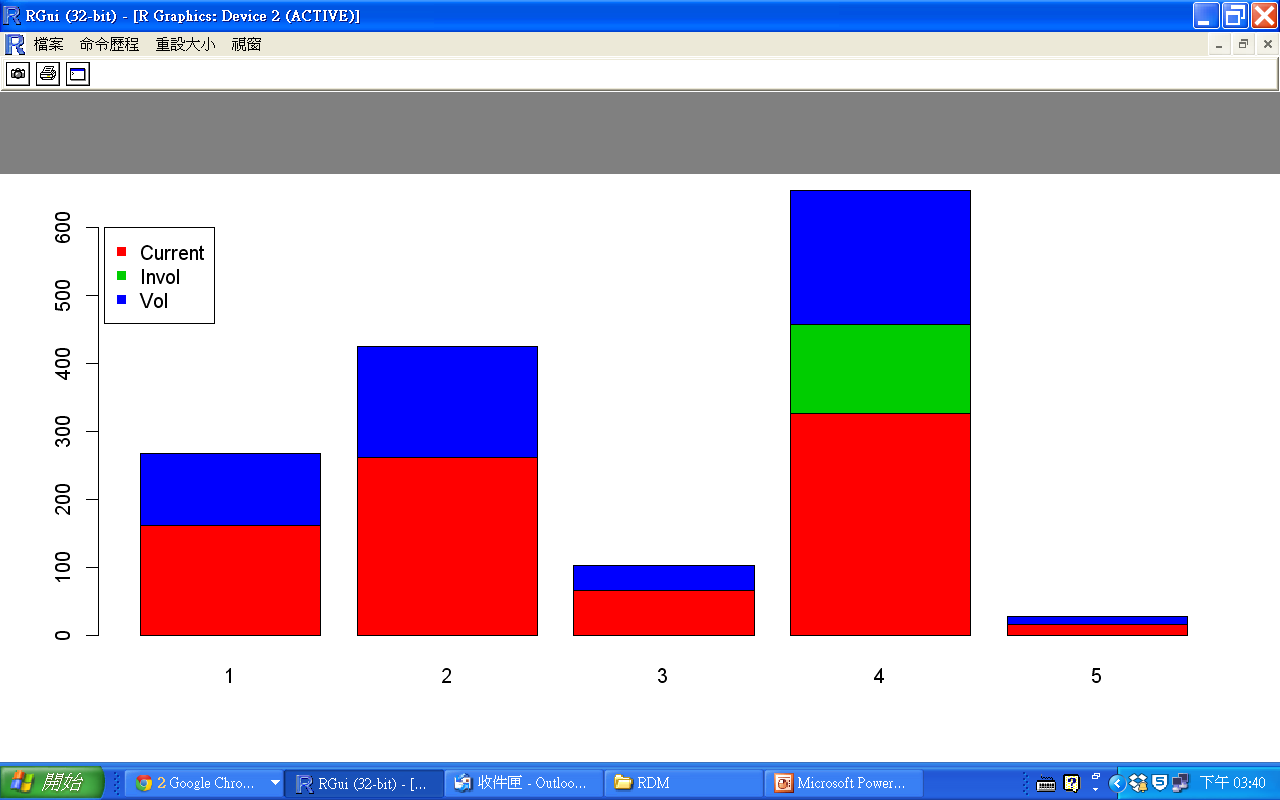 RGui (32-bit) - [R Graphics: Device 2 (ACTIVE)]
檔案 命令歷程 重設大小 視窗
600
500
400
300
200
100
0
Current
Invol
Vol
1 2 3 4 5
開始 2 Google Chro... RGui (32-bit) - [... 收件匣 - Outloo... RDM Microsoft Power... 下午 03:40